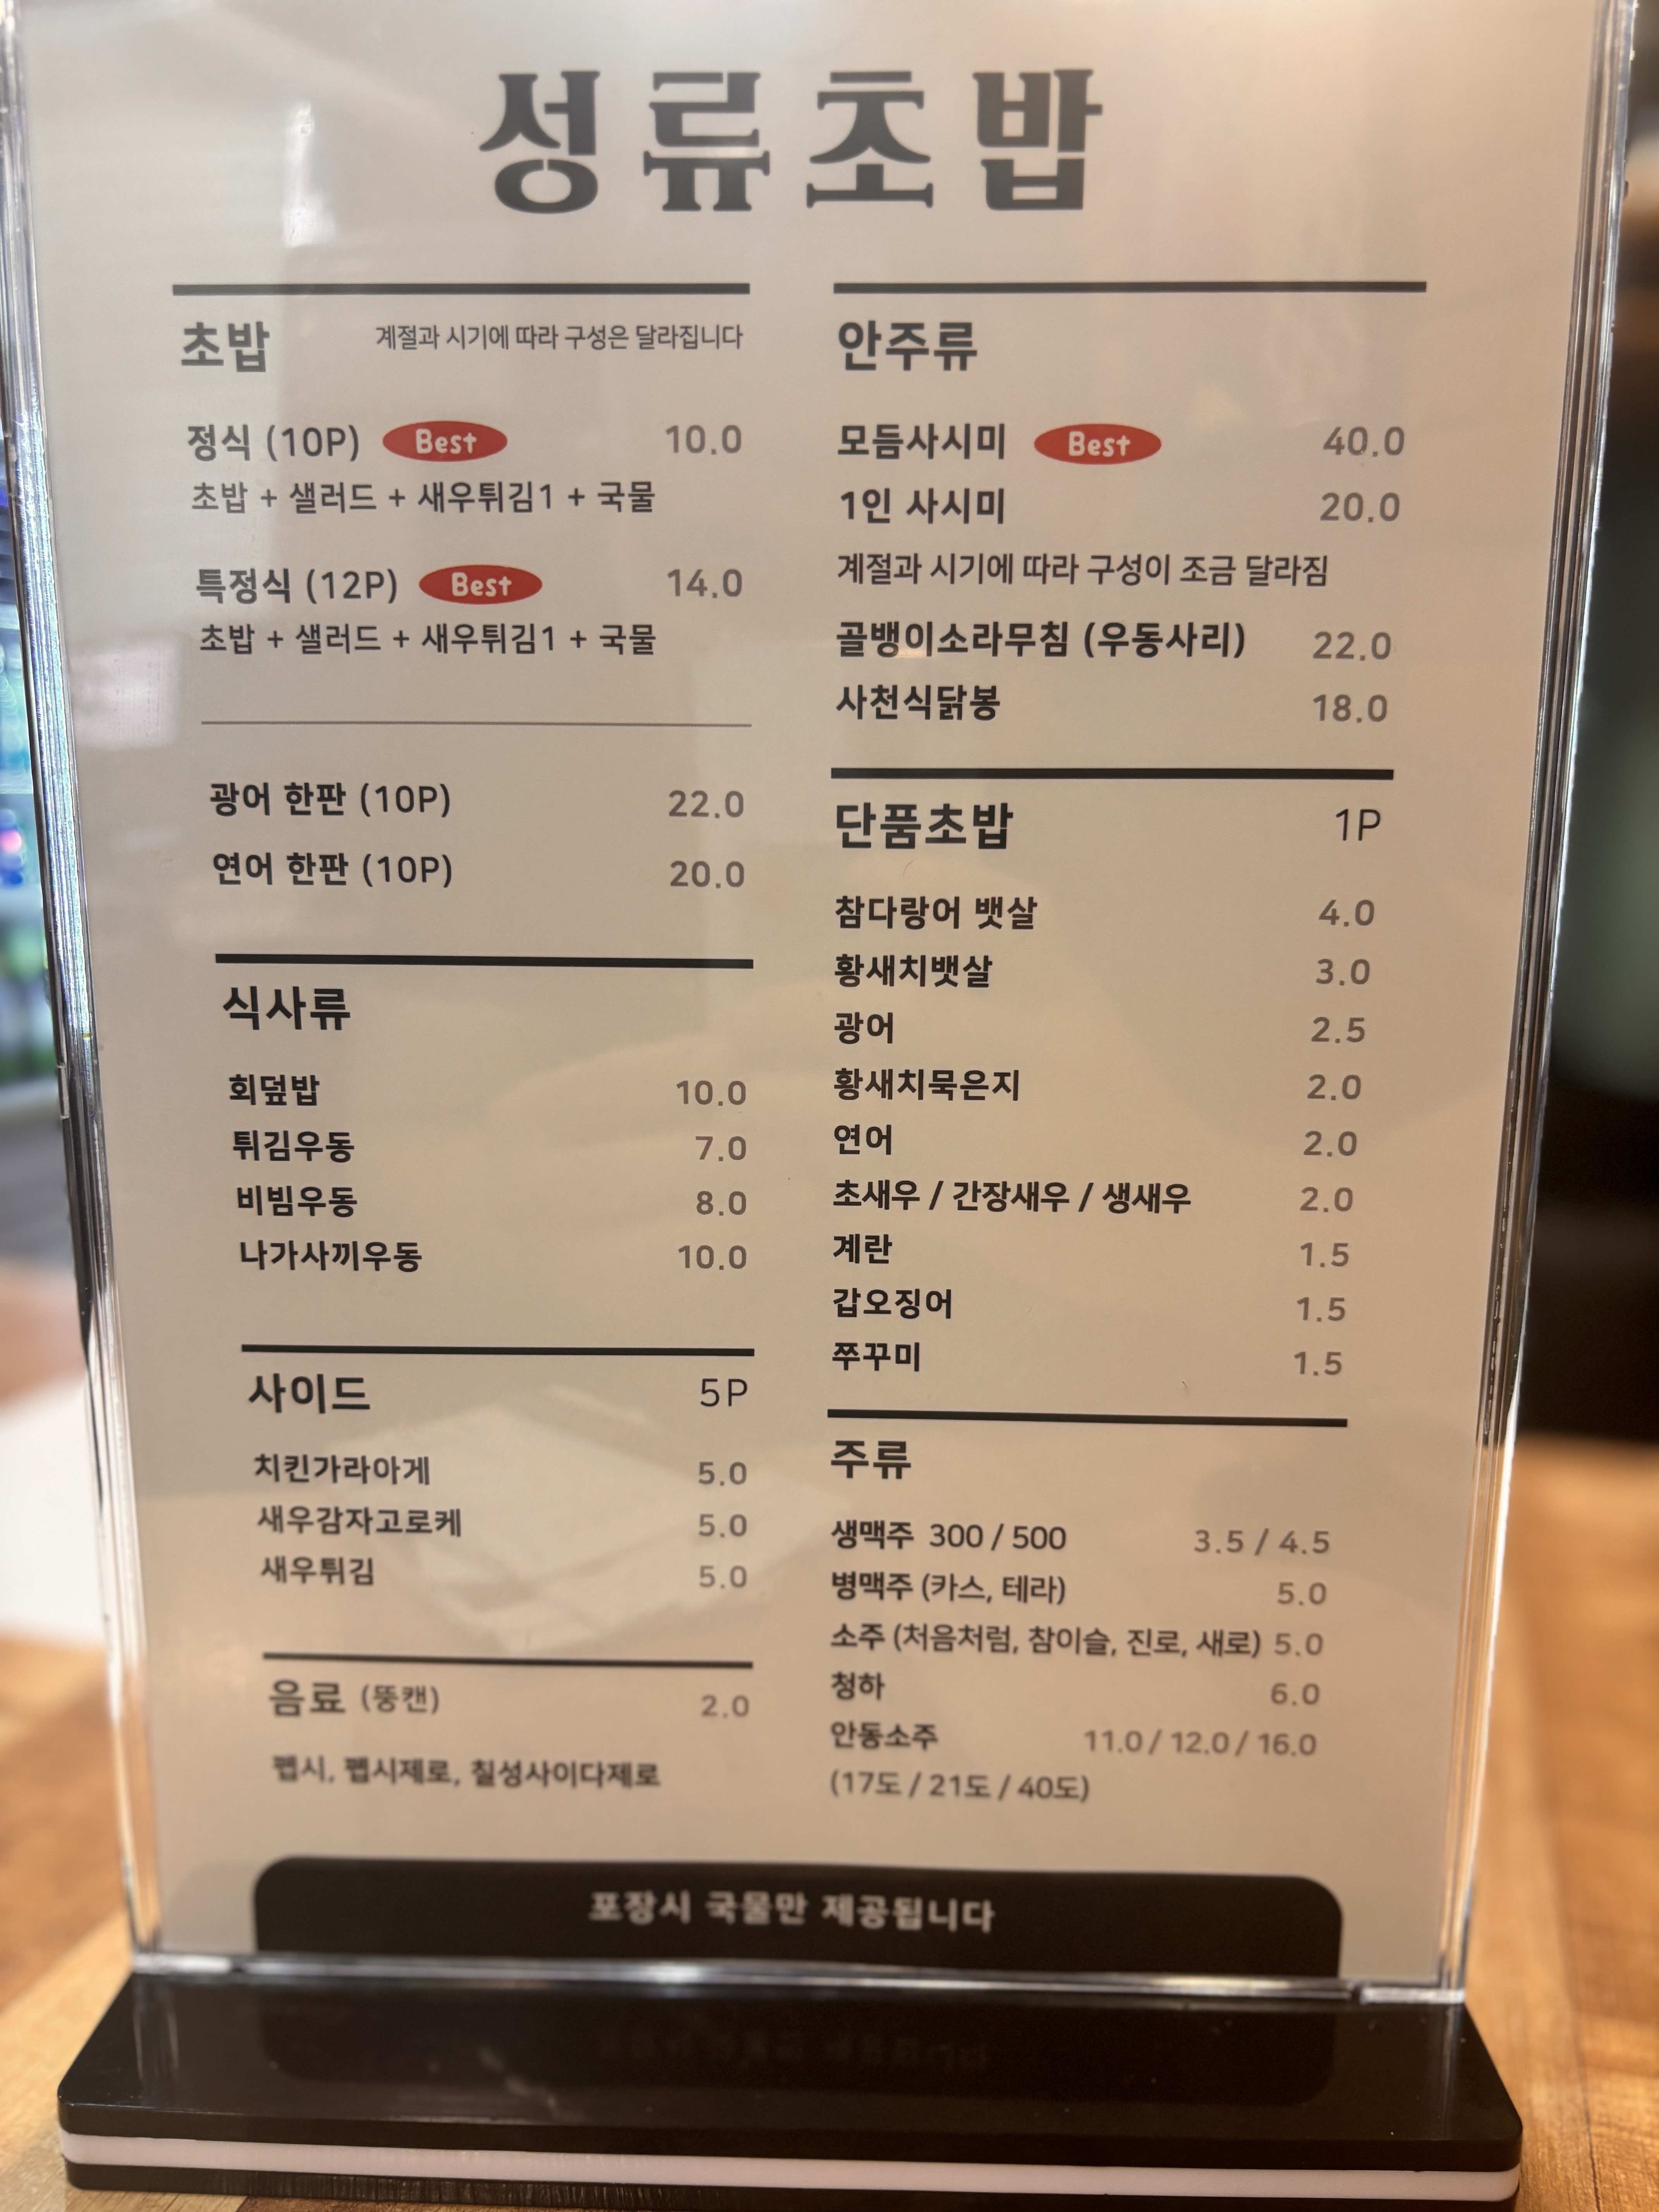 성류초밥
초밥 계절과 시기에 따라 구성은 달라집니다
정식 (10P) Best 10.0
초밥 + 샐러드 + 새우튀김1 + 국물
특정식 (12P) Best 14.0
초밥 + 샐러드 + 새우튀김1 + 국물
광어 한판 (10P) 22.0
연어 한판 (10P) 20.0
식사류
회덮밥 10.0
튀김우동 7.0
비빔우동 8.0
나가사끼우동 10.0
사이드 5P
치킨가라아게 5.0
새우감자고로케 5.0
새우튀김 5.0
음료 (뚱캔) 2.0
펩시, 펩시제로, 칠성사이다제로
안주류
모듬사시미 Best 40.0
1인 사시미 20.0
계절과 시기에 따라 구성이 조금 달라짐
골뱅이소라무침 (우동사리) 22.0
사천식닭봉 18.0
단품초밥 1P
참다랑어 뱃살 4.0
황새치뱃살 3.0
광어 2.5
황새치묵은지 2.0
연어 2.0
초새우 / 간장새우 / 생새우 2.0
계란 1.5
갑오징어 1.5
쭈꾸미 1.5
주류
생맥주 300 / 500 3.5 / 4.5
병맥주 (카스, 테라) 5.0
소주 (처음처럼, 참이슬, 진로, 새로) 5.0
청하 6.0
안동소주 11.0 / 12.0 / 16.0
(17도 / 21도 / 40도)
포장시 국물만 제공됩니다